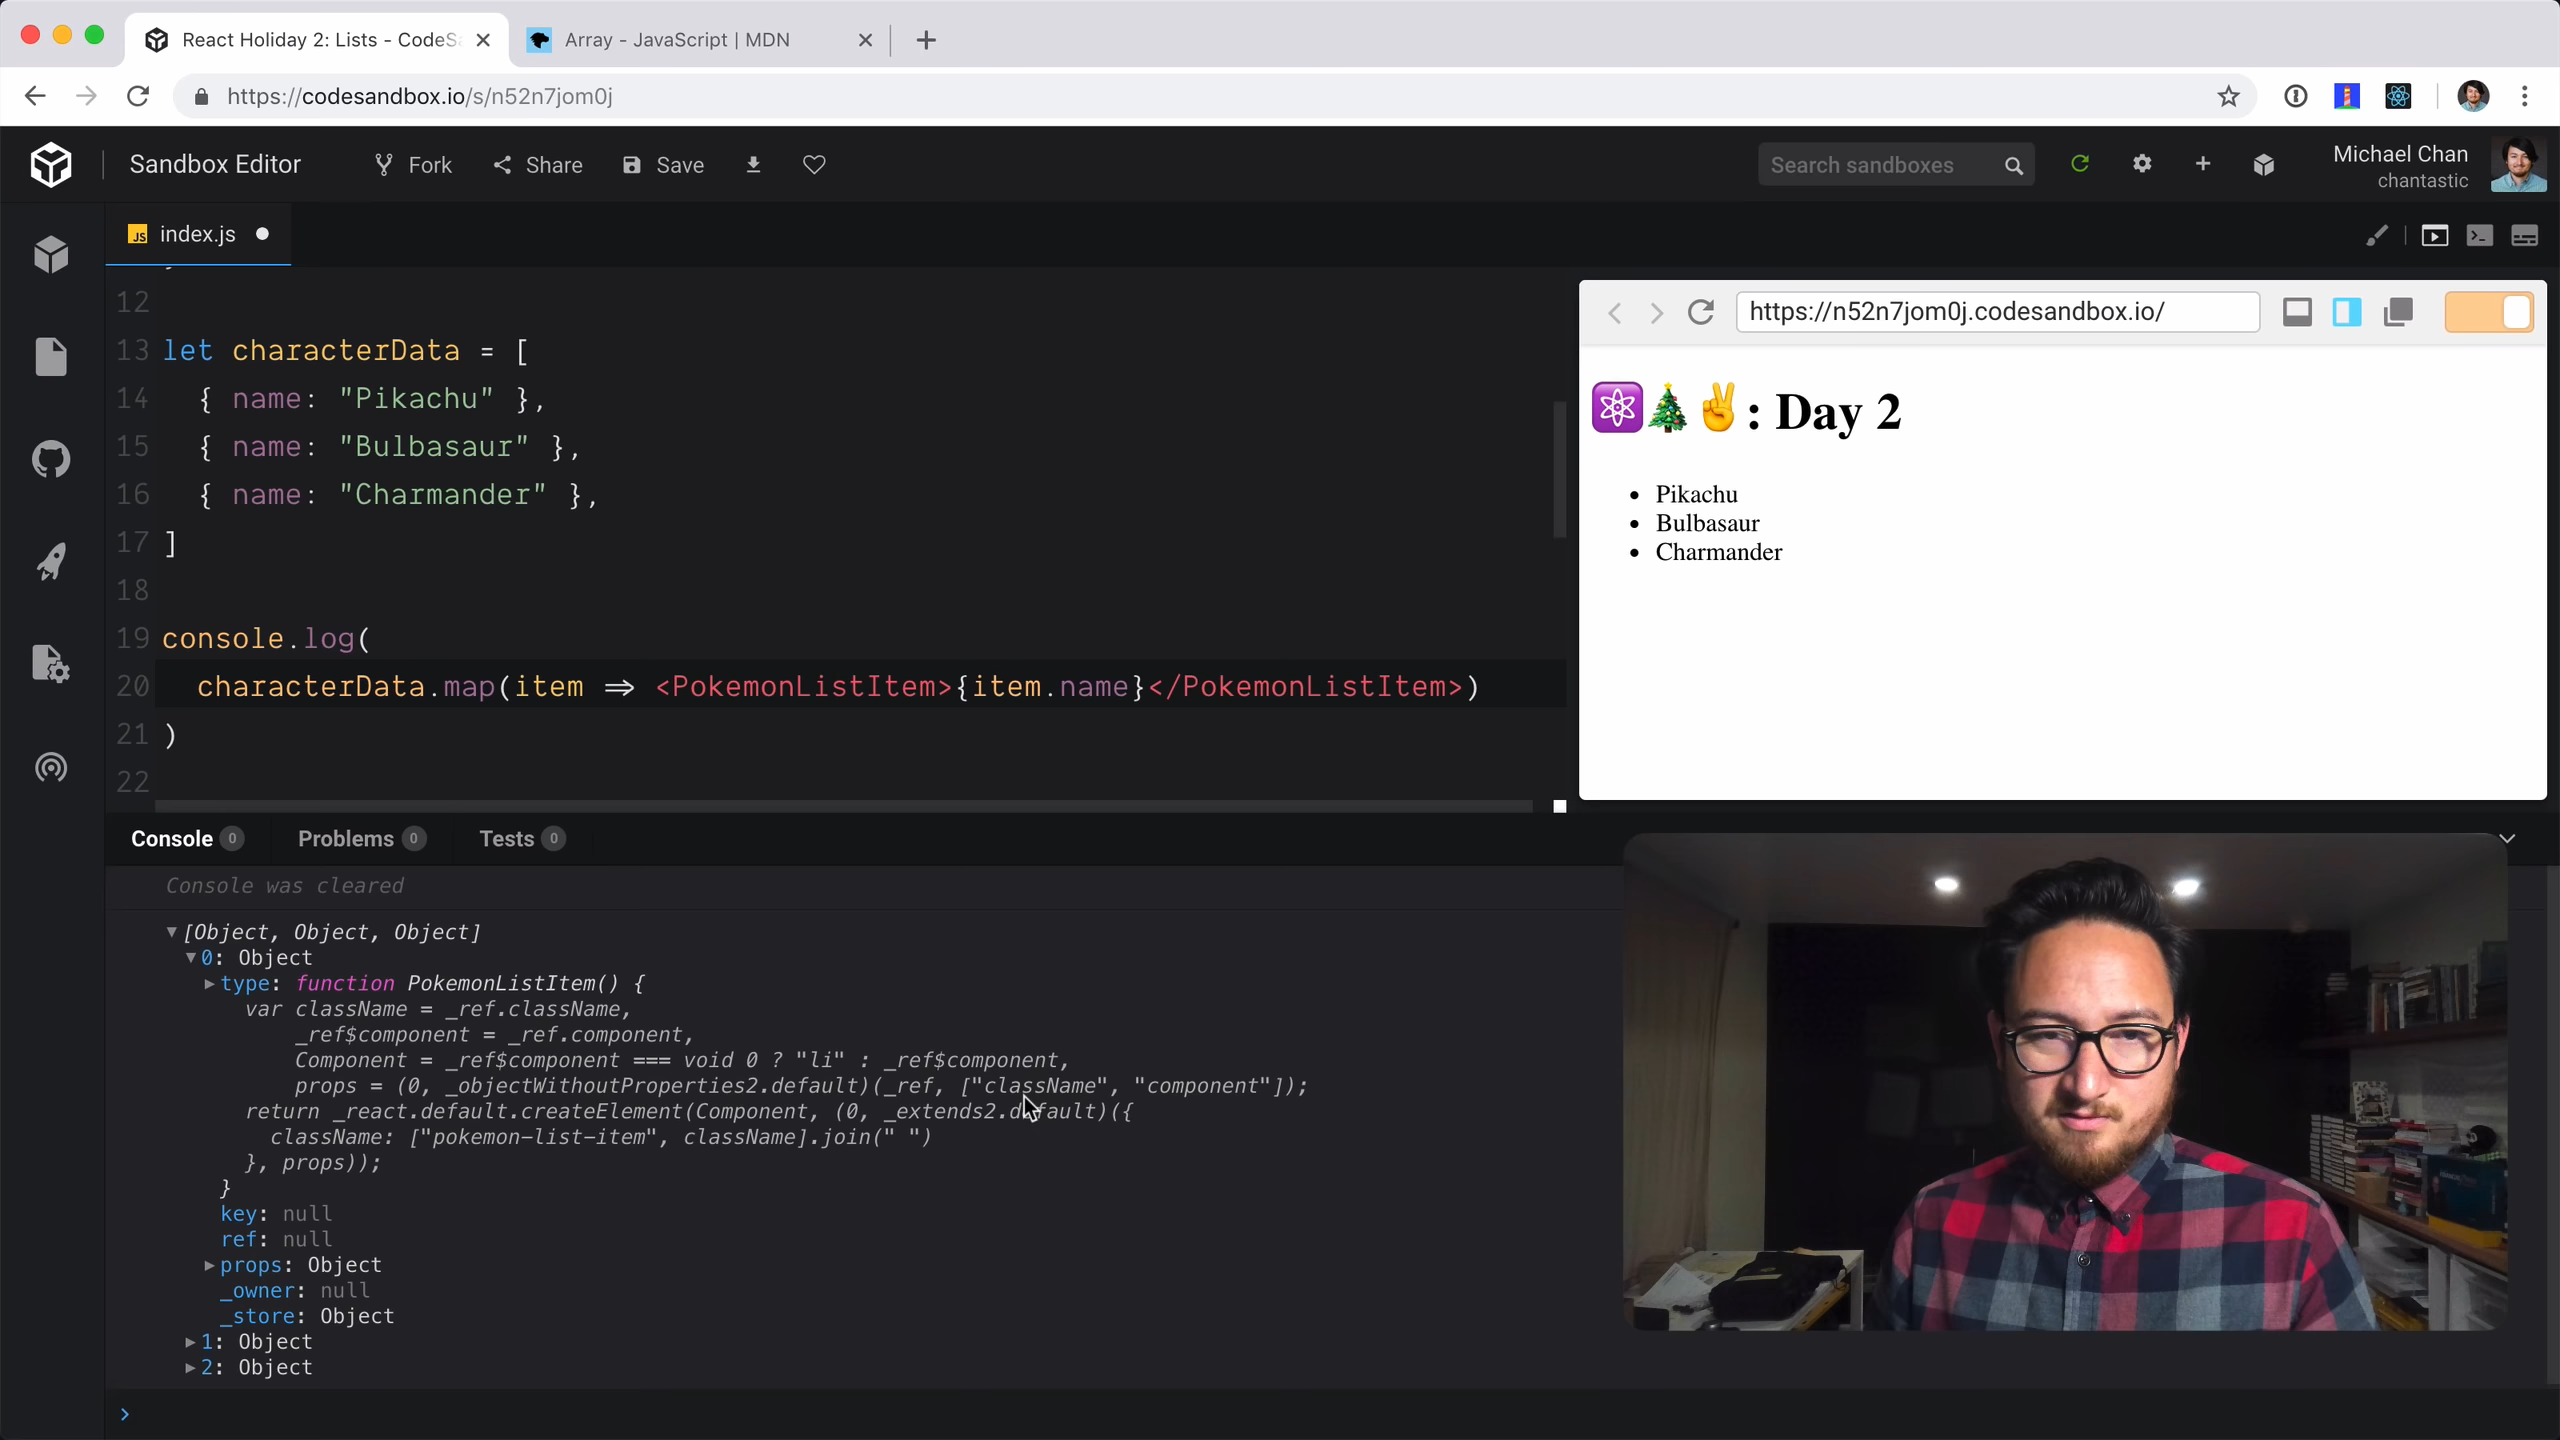 React Holiday 2: Lists - CodeS
Array - JavaScript | MDN
https://codesandbox.io/s/n52n7jom0j
Sandbox Editor
Fork
Share
Save
Search sandboxes
Michael Chan
chantastic
JS index.js
12
13 let characterData = [
14 { name: "Pikachu" },
15 { name: "Bulbasaur" },
16 { name: "Charmander" },
17 ]
18
19 console.log(
20 characterData.map(item => <PokemonListItem>{item.name}</PokemonListItem>)
21 )
22
https://n52n7jom0j.codesandbox.io/
⚛️🎄✌️: Day 2
• Pikachu
• Bulbasaur
• Charmander
Console 0 Problems 0 Tests 0
Console was cleared
▼[Object, Object, Object]
▼0: Object
▶type: function PokemonListItem() {
var className = _ref.className,
_ref$component = _ref.component,
Component = _ref$component === void 0 ? "li" : _ref$component,
props = (0, _objectWithoutProperties2.default)(_ref, ["className", "component"]);
return _react.default.createElement(Component, (0, _extends2.default)({
className: ["pokemon-list-item", className].join(" ")
}, props));
}
key: null
ref: null
▶props: Object
_owner: null
_store: Object
▶1: Object
▶2: Object